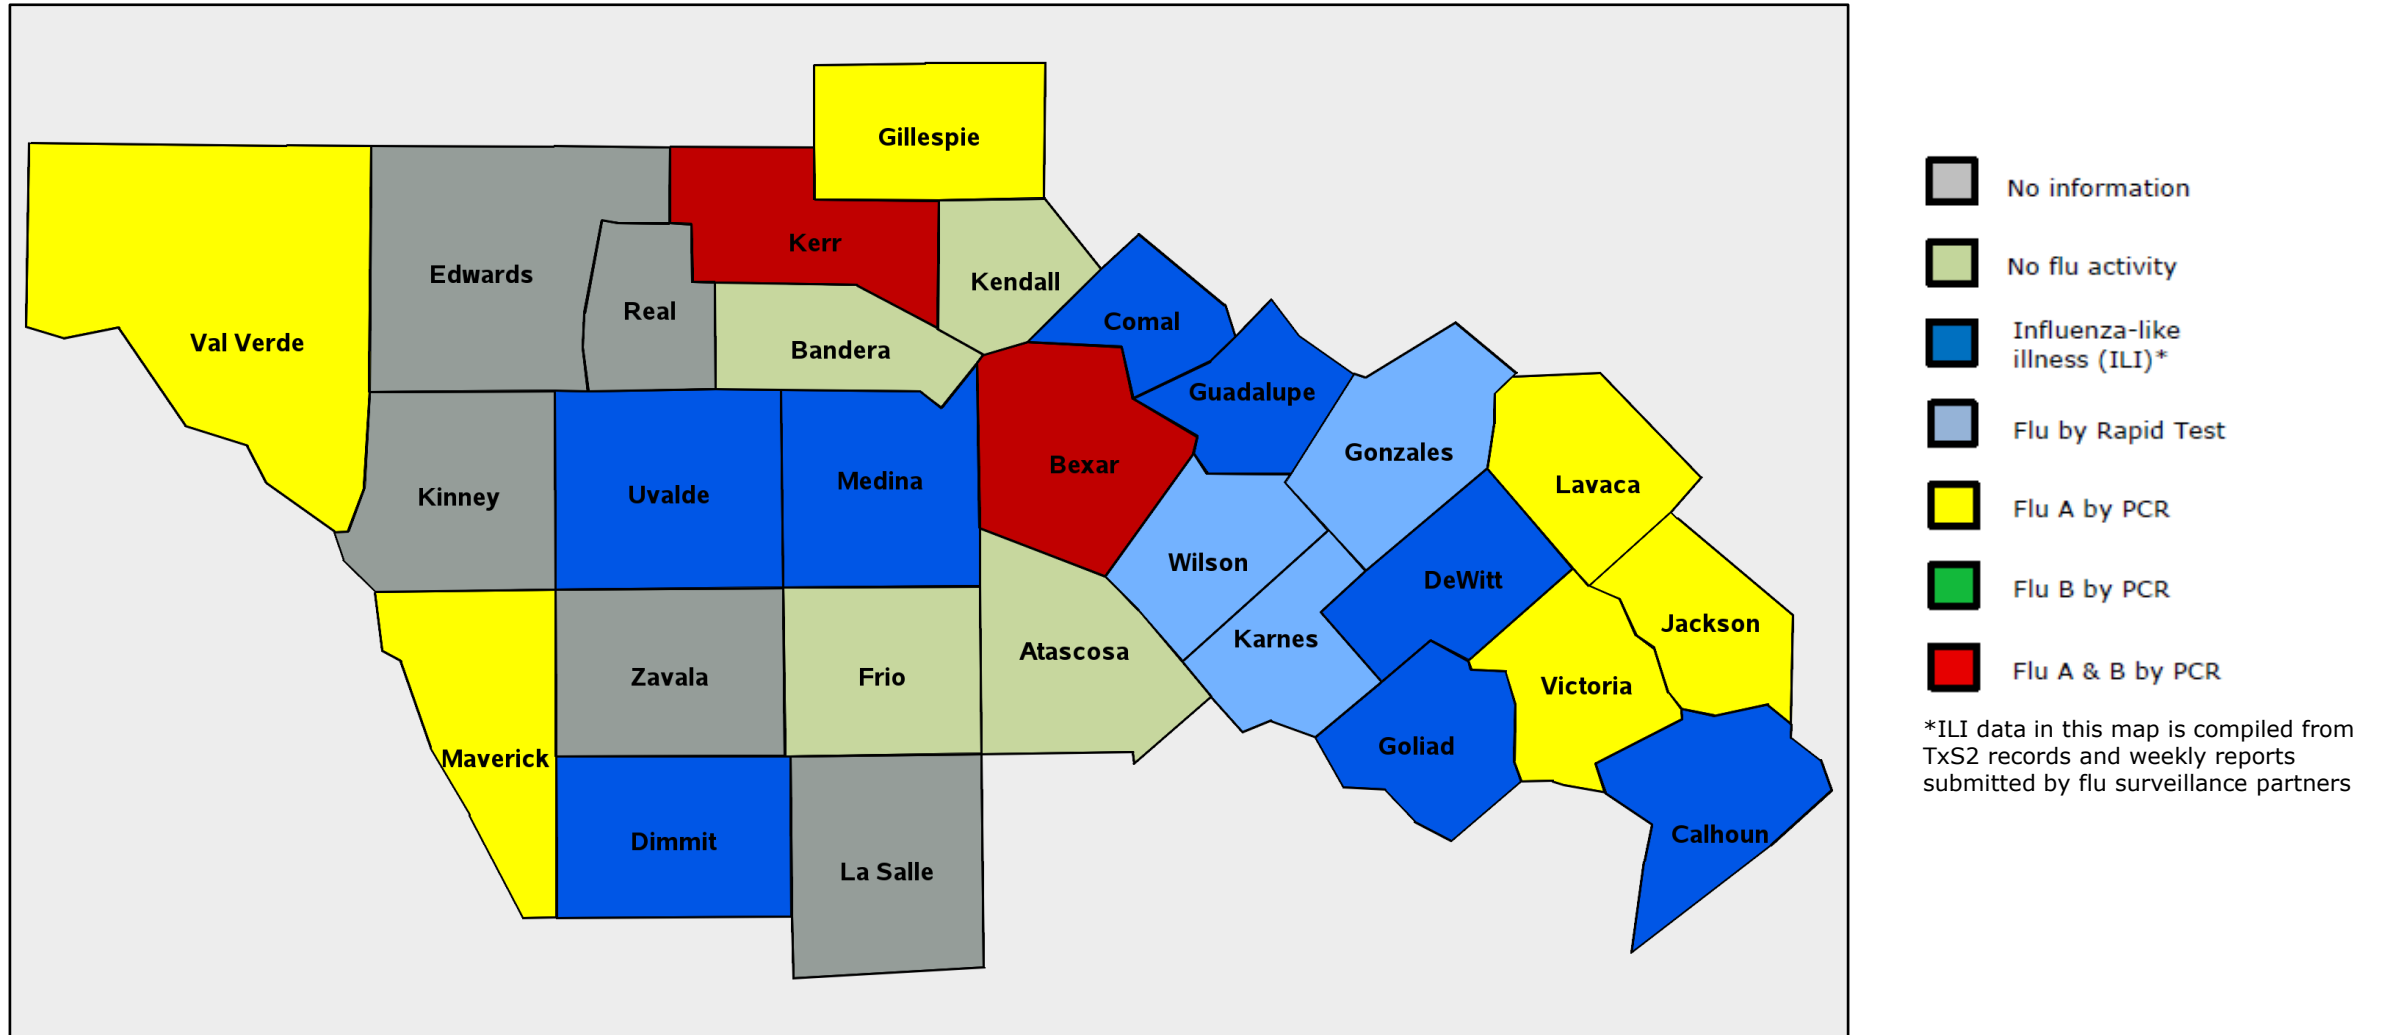 Gillespie
Kerr
Edwards
Kendall
Real
Comal
Val Verde
Bandera
Guadalupe
Gonzales
Bexar
Medina
Lavaca
Uvalde
Kinney
Wilson
DeWitt
Jackson
Karnes
Atascosa
Zavala
Frio
Victoria
Goliad
Maverick
Calhoun
Dimmit
La Salle
No information
No flu activity
Influenza-like
illness (ILI)*
Flu by Rapid Test
Flu A by PCR
Flu B by PCR
Flu A & B by PCR
*ILI data in this map is compiled from
TxS2 records and weekly reports
submitted by flu surveillance partners